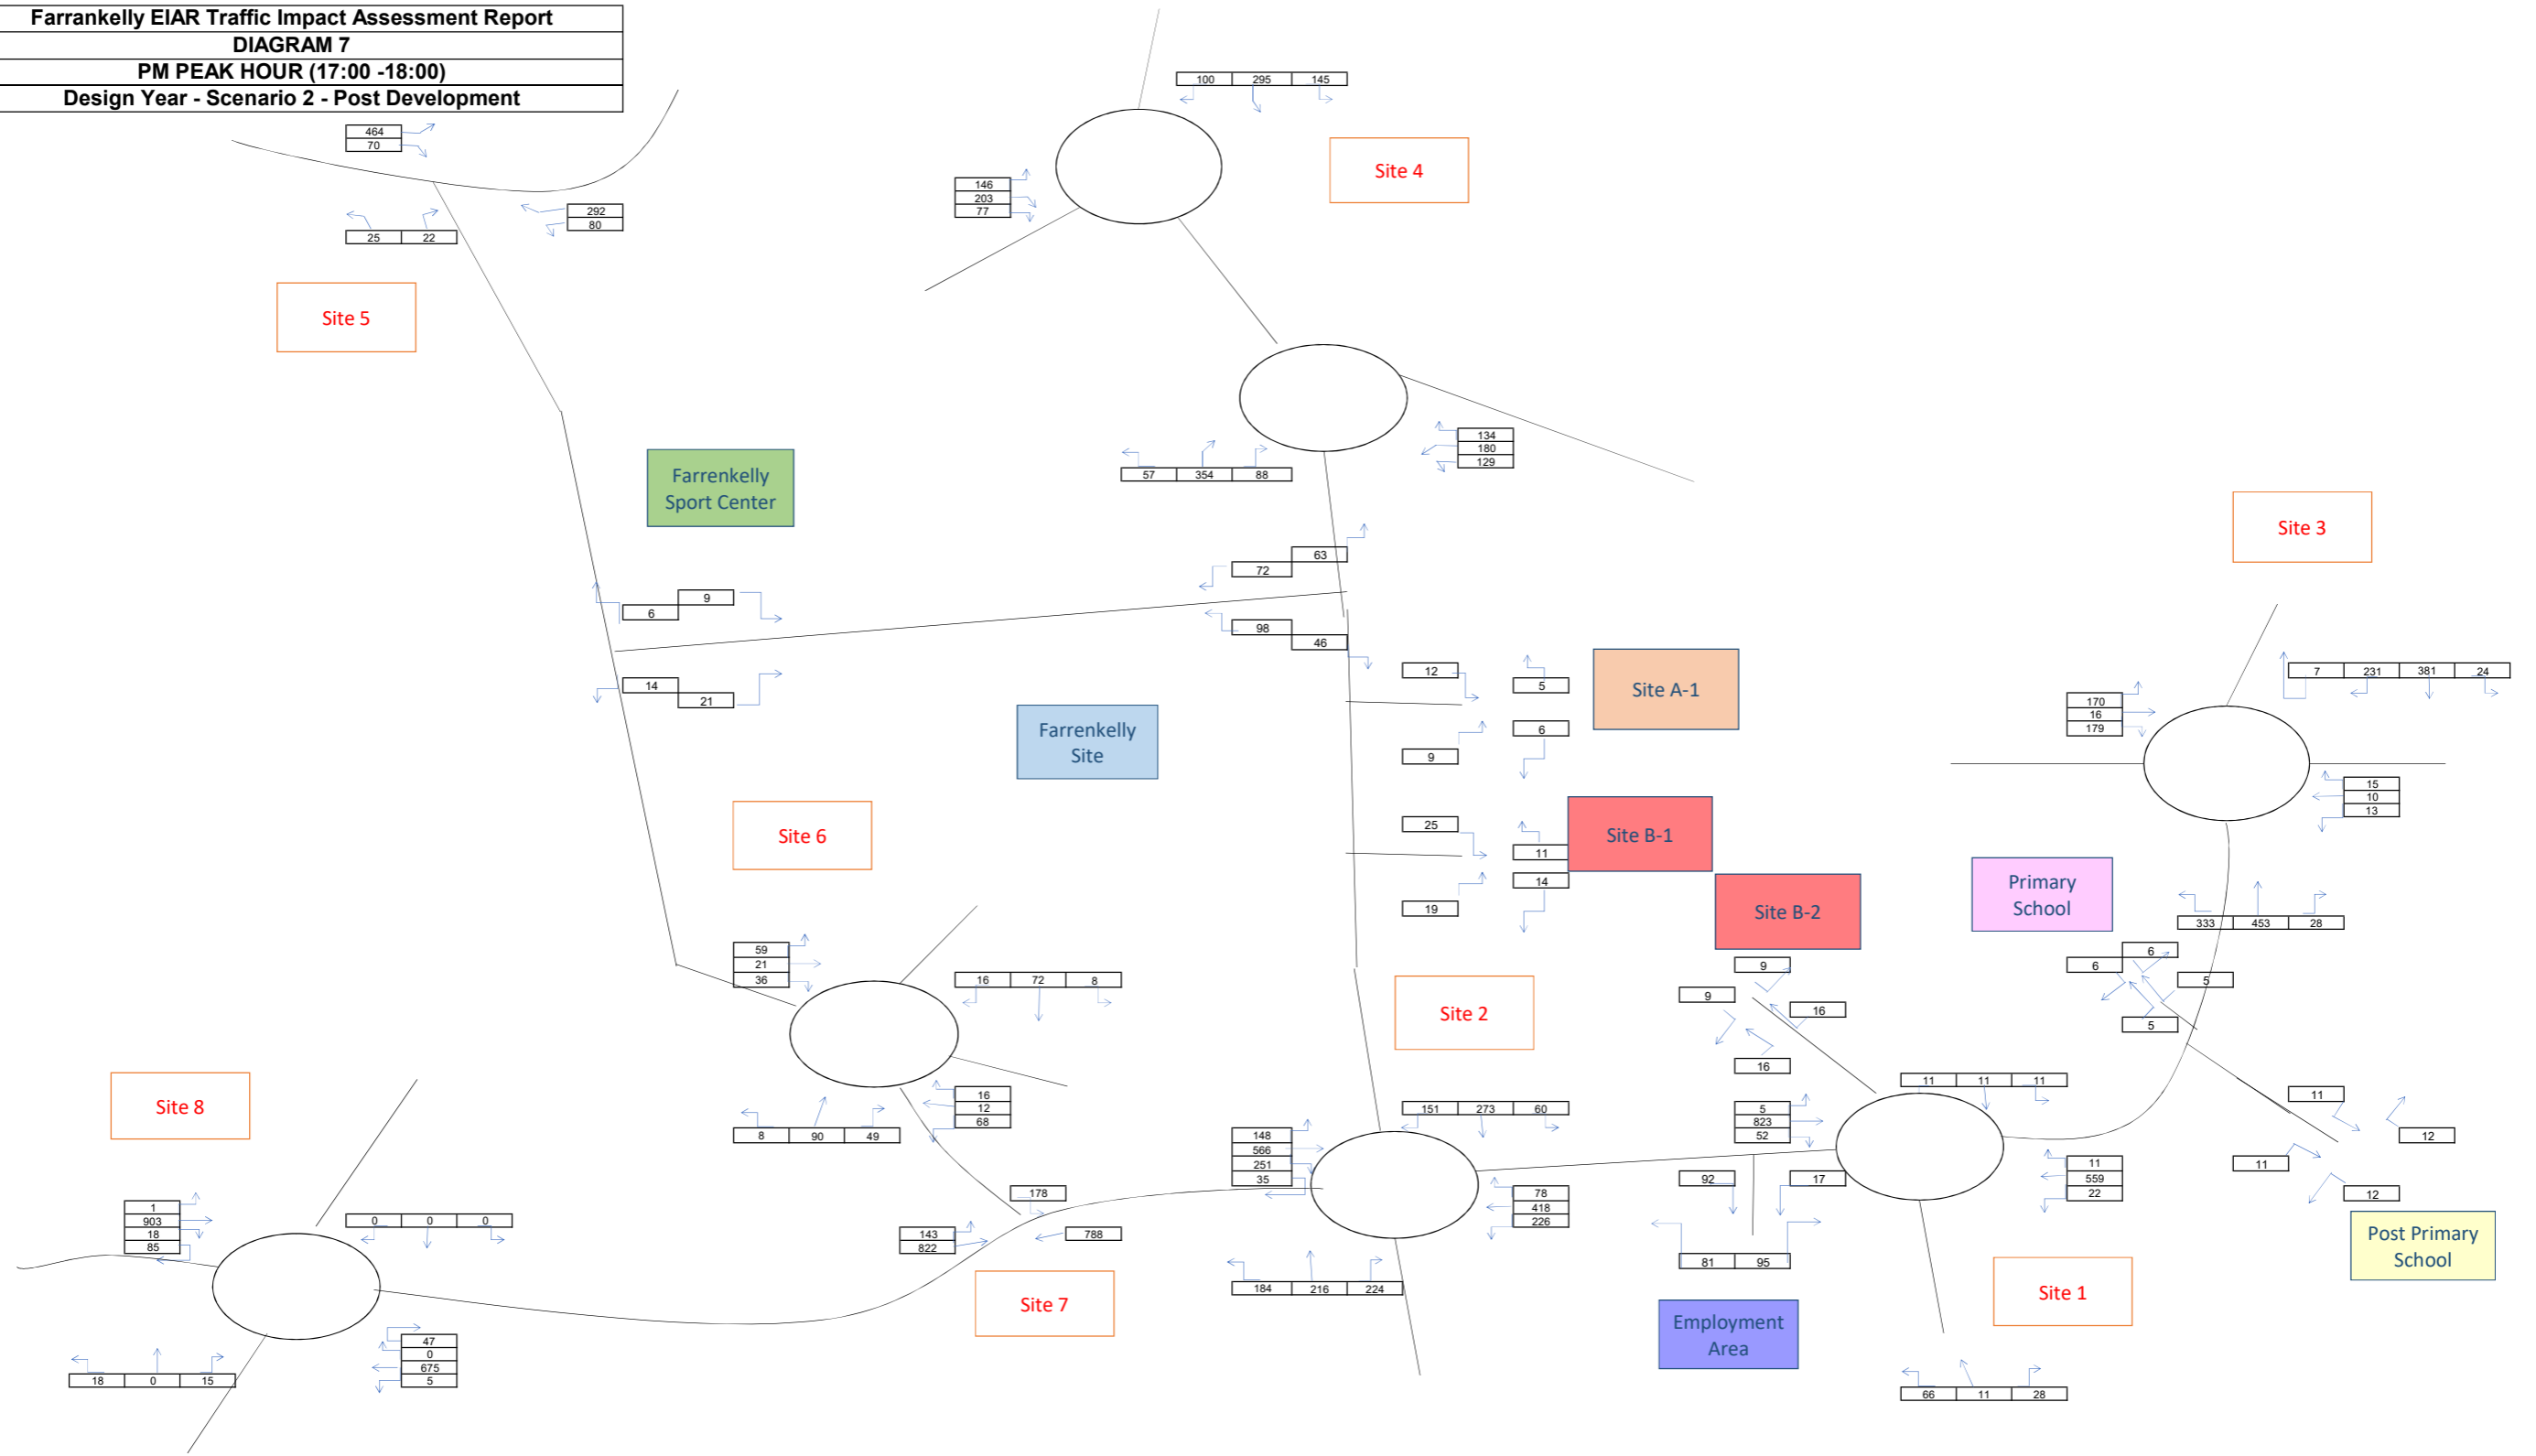 Farrankelly EIAR Traffic Impact Assessment Report
DIAGRAM 7
PM PEAK HOUR (17:00 -18:00)
Design Year - Scenario 2 - Post Development
100 295 145
464
70
Site 4
146
203
77
292
80
25 22
Site 5
134
180
129
57 354 88
Farrenkelly
Sport Center
Site 3
63
72
9
6
98
46
12
5
Site A-1
7 231 381 24
14
21
170
16
179
Farrenkelly
Site
6
9
15
10
13
Site 6
25
11
Site B-1
14
19
Primary
School
Site B-2
333 453 28
59
21
36
6
6
9
16 72 8
5
9
16
Site 2
5
16
Site 8
11 11 11
11
16
12
68
151 273 60
5
823
52
8 90 49
148
566
251
35
12
11
11
559
22
92 17
178
78
418
226
12
1
903
18
85
0 0 0
143
822
788
Post Primary
School
81 95
184 216 224
Site 7
Site 1
Employment
Area
47
0
675
5
18 0 15
66 11 28